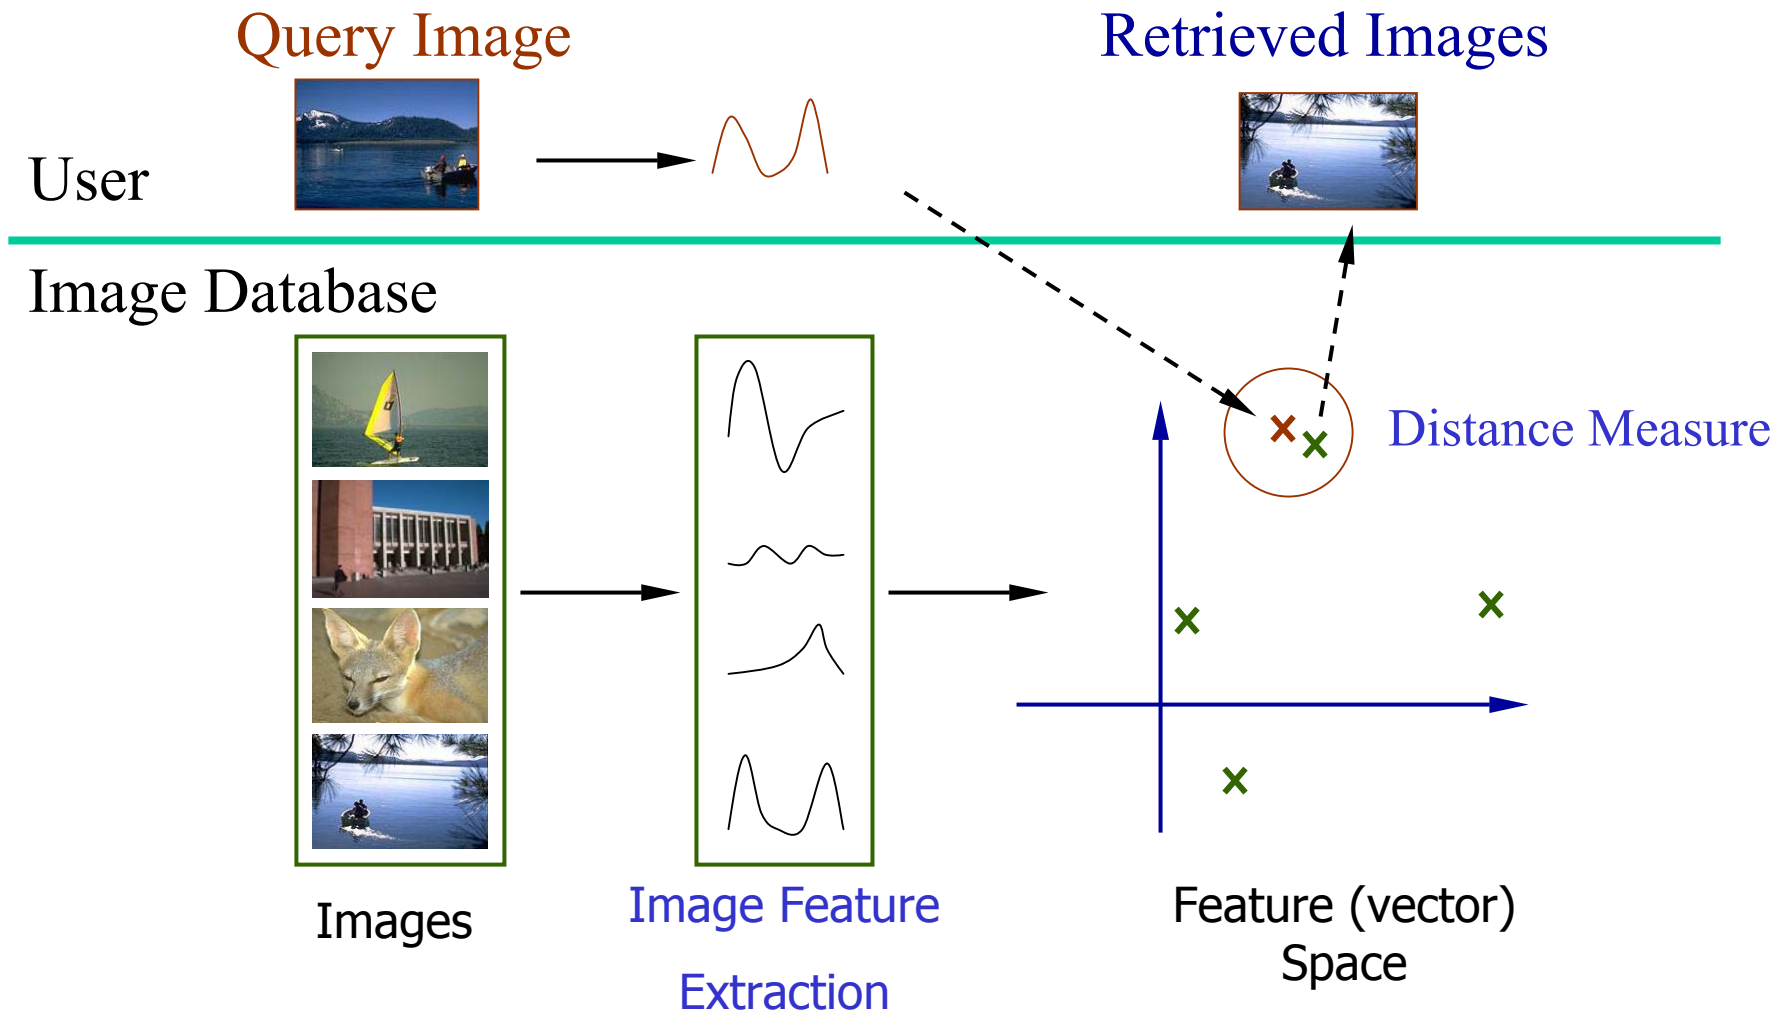 Query Image
Retrieved Images
User
Image Database
Distance Measure
Images
Image Feature
Extraction
Feature (vector)
Space